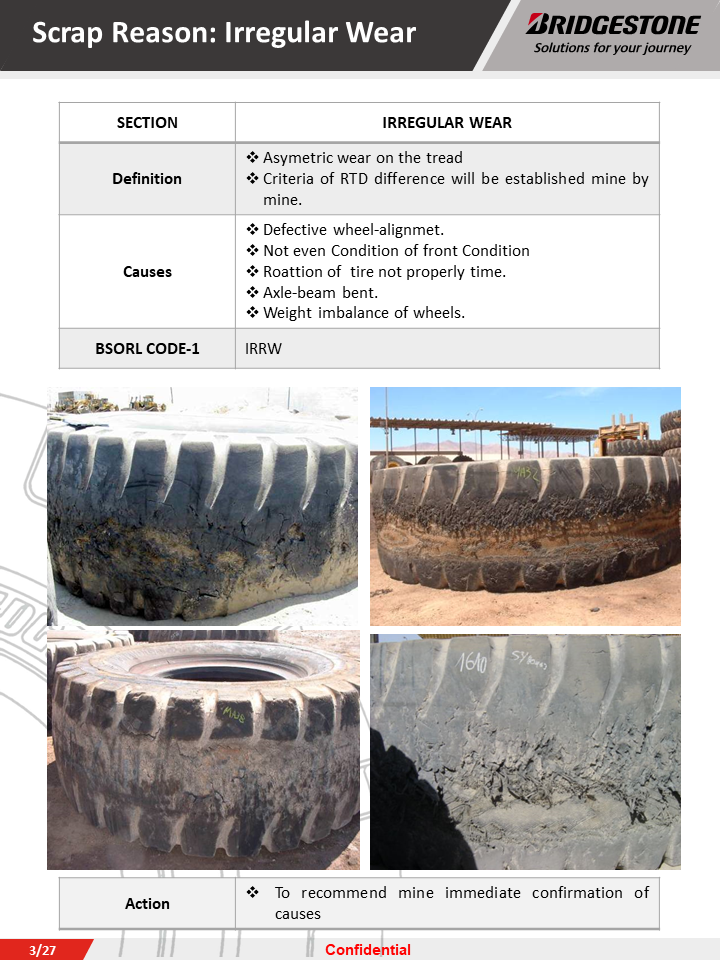 Scrap Reason: Irregular Wear
BRIDGESTONE
Solutions for your journey
SECTION
IRREGULAR WEAR
Definition
❖ Asymetric wear on the tread
❖ Criteria of RTD difference will be established mine by
mine.
Causes
❖ Defective wheel-alignmet.
❖ Not even Condition of front Condition
❖ Roattion of tire not properly time.
❖ Axle-beam bent.
❖ Weight imbalance of wheels.
BSORL CODE-1
IRRW
1610
Action
❖ To recommend mine immediate confirmation of
causes
3/27
Confidential